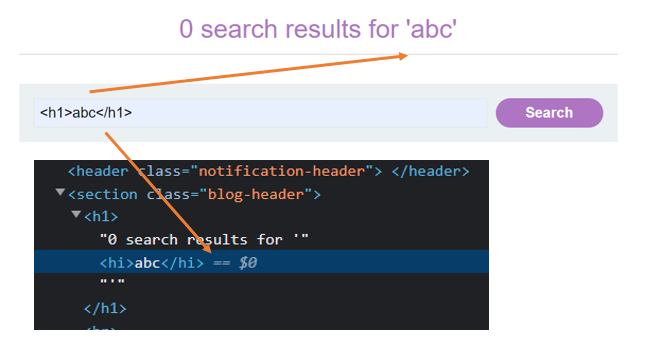 0 search results for 'abc'
<h1>abc</h1>
Search
<header class="notification-header"> </header>
▼<section class="blog-header">
▼<h1>
"0 search results for '"
<hi>abc</hi> == $0
"'"
</h1>